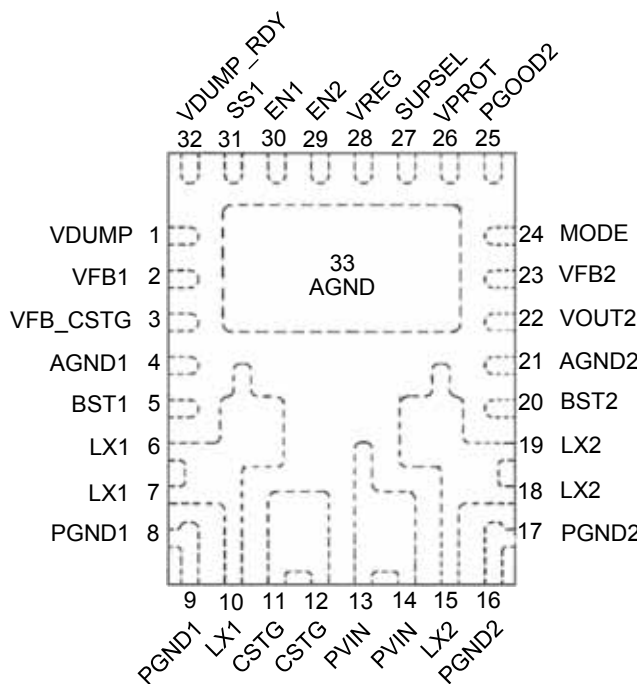 VDUMP_RDY
SS1
EN1
EN2
VREG
SUPSEL
VPROT
PGOOD2
32 31 30 29 28 27 26 25
VDUMP 1
VFB1 2
VFB_CSTG 3
AGND1 4
BST1 5
LX1 6
LX1 7
PGND1 8
33
AGND
24 MODE
23 VFB2
22 VOUT2
21 AGND2
20 BST2
19 LX2
18 LX2
17 PGND2
9 10 11 12 13 14 15 16
PGND1
LX1
CSTG
CSTG
PVIN
PVIN
LX2
PGND2